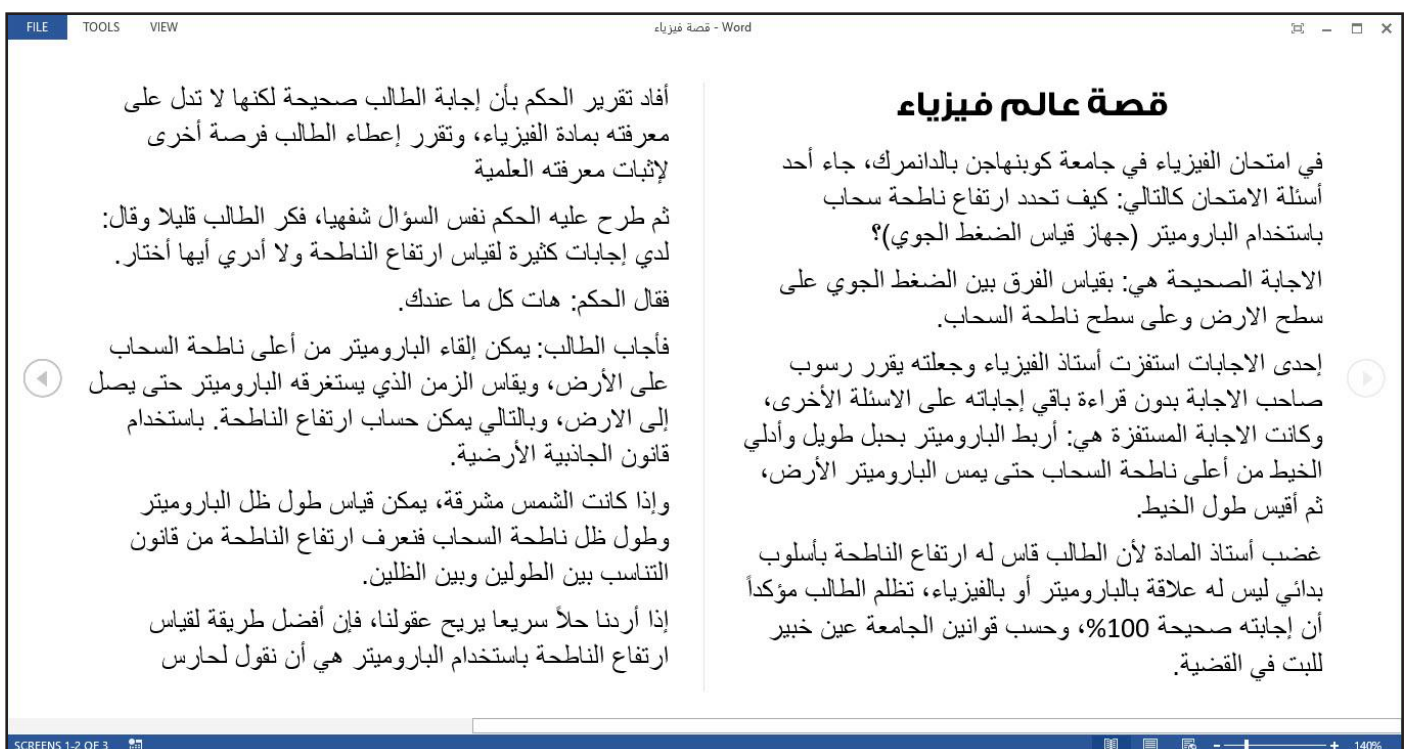 FILE TOOLS VIEW قصة فيزياء - Word
قصة عالم فيزياء
في امتحان الفيزياء في جامعة كوبنهاجن بالدانمرك، جاء أحد
أسئلة الامتحان كالتالي: كيف تحدد ارتفاع ناطحة سحاب
باستخدام الباروميتر (جهاز قياس الضغط الجوي)؟
الاجابة الصحيحة هي: بقياس الفرق بين الضغط الجوي على
سطح الارض وعلى سطح ناطحة السحاب.
إحدى الاجابات استفزت أستاذ الفيزياء وجعلته يقرر رسوب
صاحب الاجابة بدون قراءة باقي إجاباته على الاسئلة الأخرى،
وكانت الاجابة المستفزة هي: أربط الباروميتر بحبل طويل وأدلي
الخيط من أعلى ناطحة السحاب حتى يمس الباروميتر الأرض،
ثم أقيس طول الخيط.
غضب أستاذ المادة لأن الطالب قاس له ارتفاع الناطحة بأسلوب
بدائي ليس له علاقة بالباروميتر أو بالفيزياء، تظلم الطالب مؤكداً
أن إجابته صحيحة 100%، وحسب قوانين الجامعة عين خبير
للبت في القضية.
أفاد تقرير الحكم بأن إجابة الطالب صحيحة لكنها لا تدل على
معرفته بمادة الفيزياء، وتقرر إعطاء الطالب فرصة أخرى
لإثبات معرفته العلمية
ثم طرح عليه الحكم نفس السؤال شفهيا، فكر الطالب قليلا وقال:
لدي إجابات كثيرة لقياس ارتفاع الناطحة ولا أدري أيها أختار.
فقال الحكم: هات كل ما عندك.
فأجاب الطالب: يمكن إلقاء الباروميتر من أعلى ناطحة السحاب
على الأرض، ويقاس الزمن الذي يستغرقه الباروميتر حتى يصل
إلى الارض، وبالتالي يمكن حساب ارتفاع الناطحة. باستخدام
قانون الجاذبية الأرضية.
وإذا كانت الشمس مشرقة، يمكن قياس طول ظل الباروميتر
وطول ظل ناطحة السحاب فنعرف ارتفاع الناطحة من قانون
التناسب بين الطولين وبين الظلين.
إذا أردنا حلاً سريعا يريح عقولنا، فإن أفضل طريقة لقياس
ارتفاع الناطحة باستخدام الباروميتر هي أن نقول لحارس
SCREENS 1-2 OF 3 140%